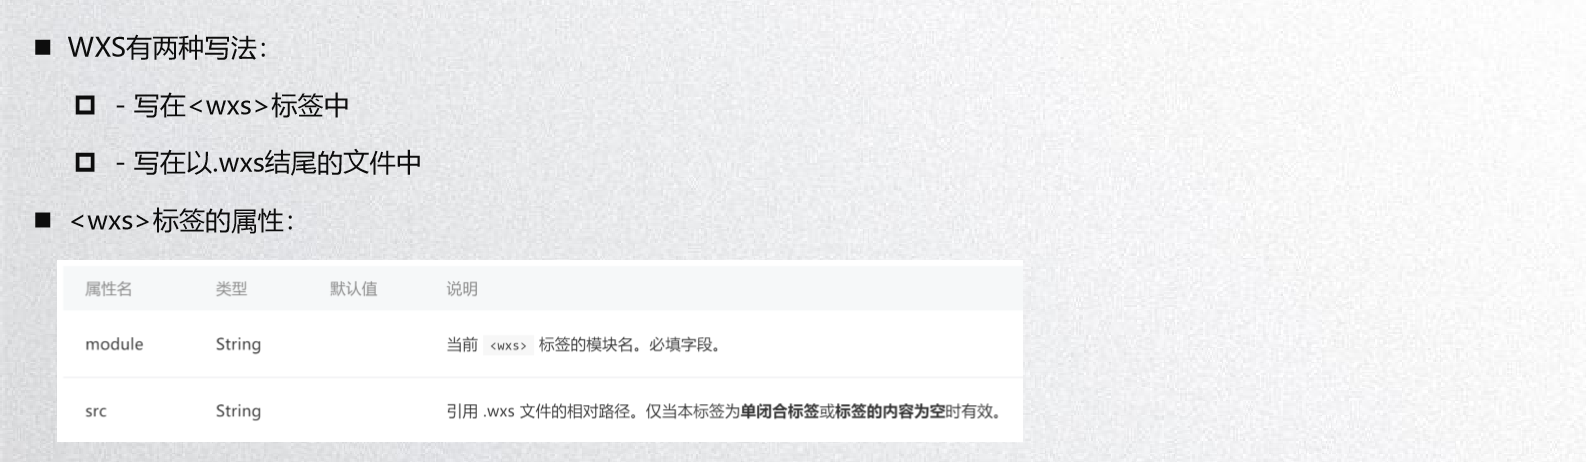 WXS有两种写法：
- 写在<wxs>标签中
- 写在以.wxs结尾的文件中
<wxs>标签的属性：
属性名 类型 默认值 说明
module String 当前 <wxs> 标签的模块名。必填字段。
src String 引用 .wxs 文件的相对路径。仅当本标签为单闭合标签或标签的内容为空时有效。